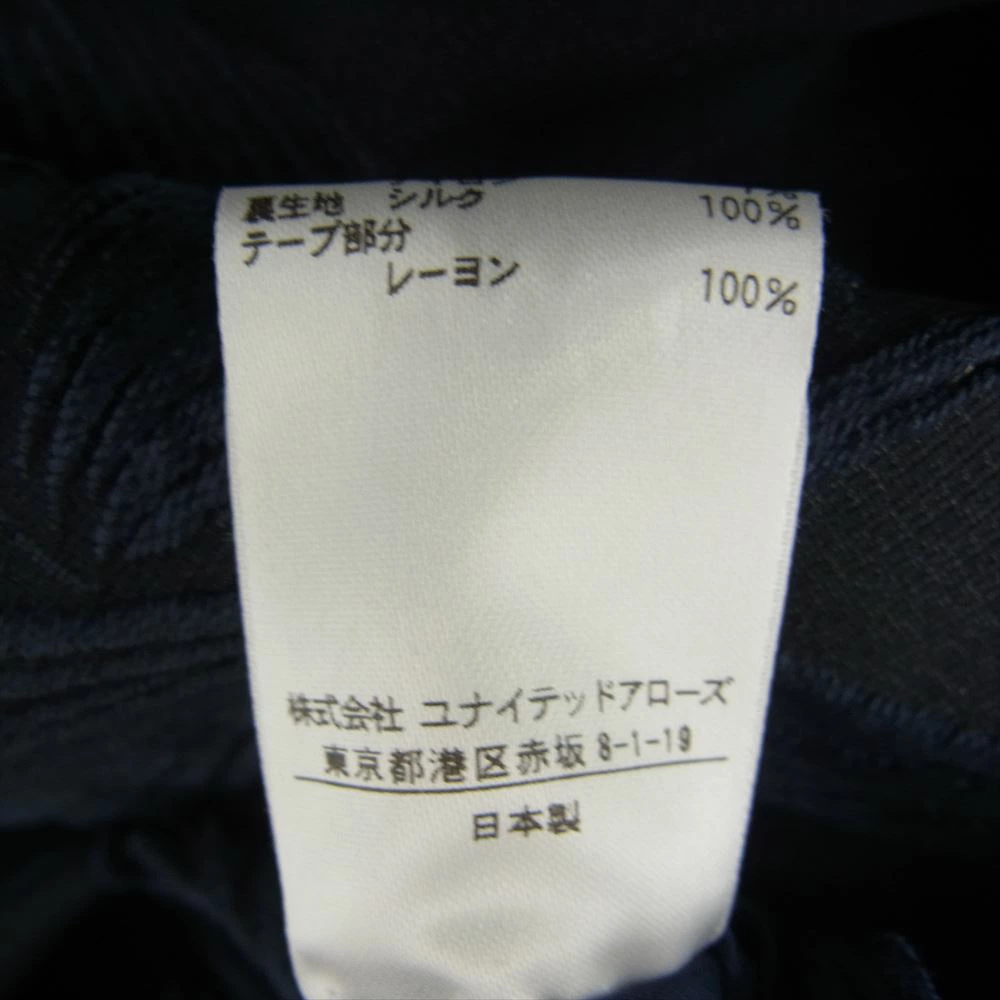 裏生地 シルク 100%
テープ部分
レーヨン 100%
株式会社 ユナイテッドアローズ
東京都港区赤坂 8-1-19
日本製